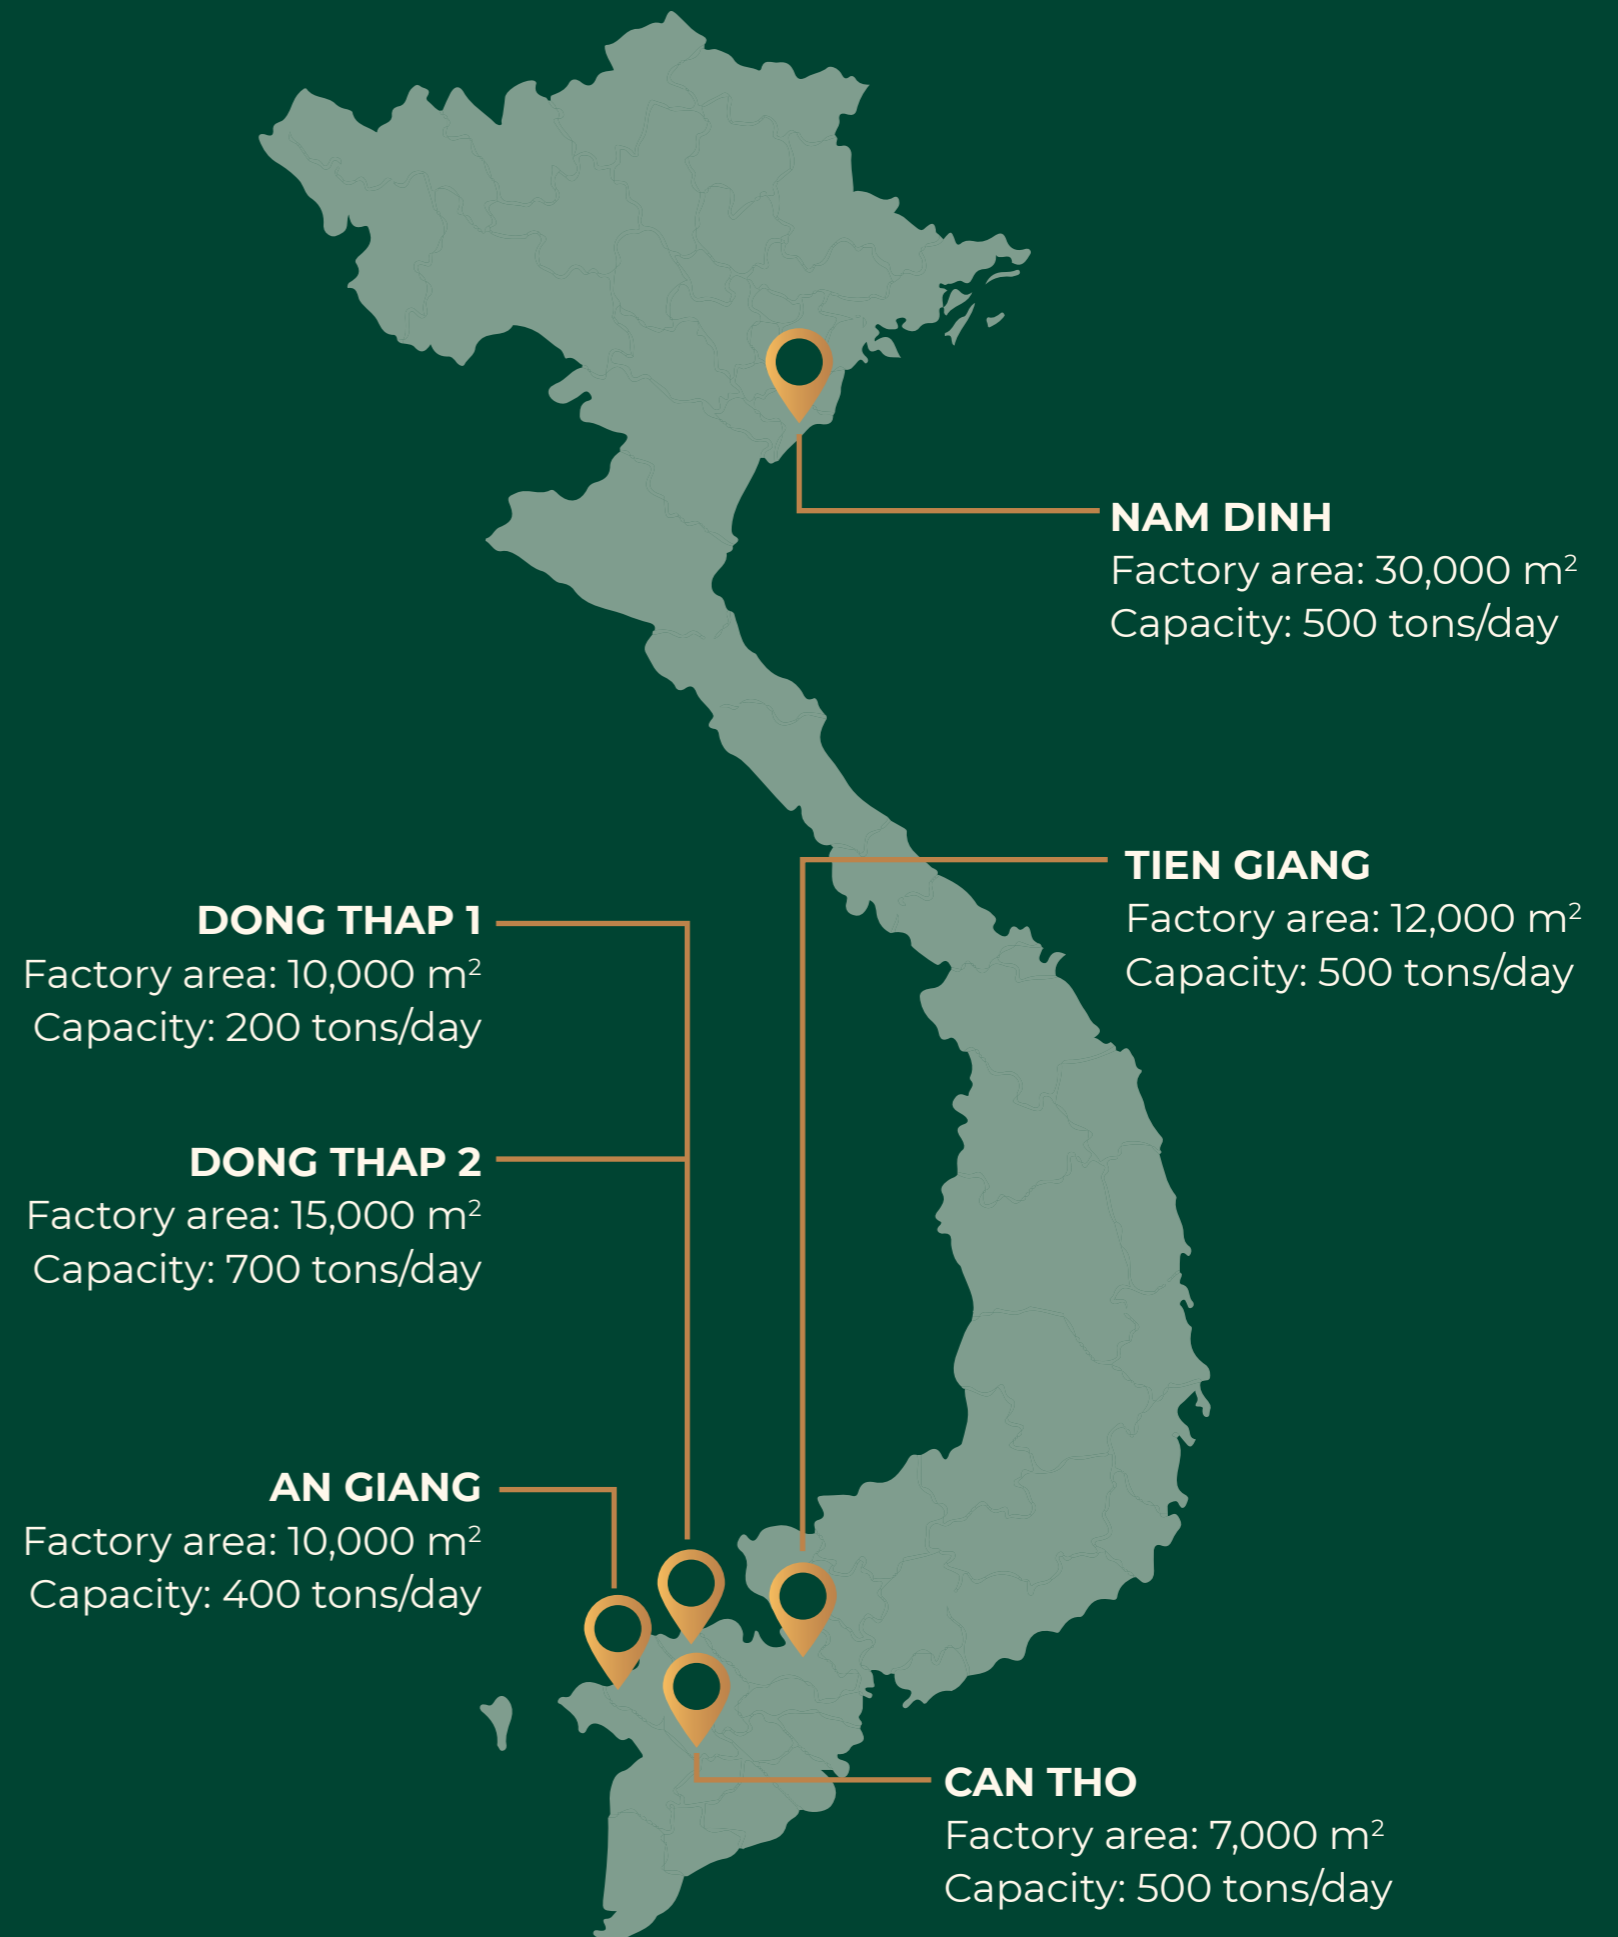 NAM DINH
Factory area: 30,000 m²
Capacity: 500 tons/day
TIEN GIANG
Factory area: 12,000 m²
Capacity: 500 tons/day
DONG THAP 1
Factory area: 10,000 m²
Capacity: 200 tons/day
DONG THAP 2
Factory area: 15,000 m²
Capacity: 700 tons/day
AN GIANG
Factory area: 10,000 m²
Capacity: 400 tons/day
CAN THO
Factory area: 7,000 m²
Capacity: 500 tons/day